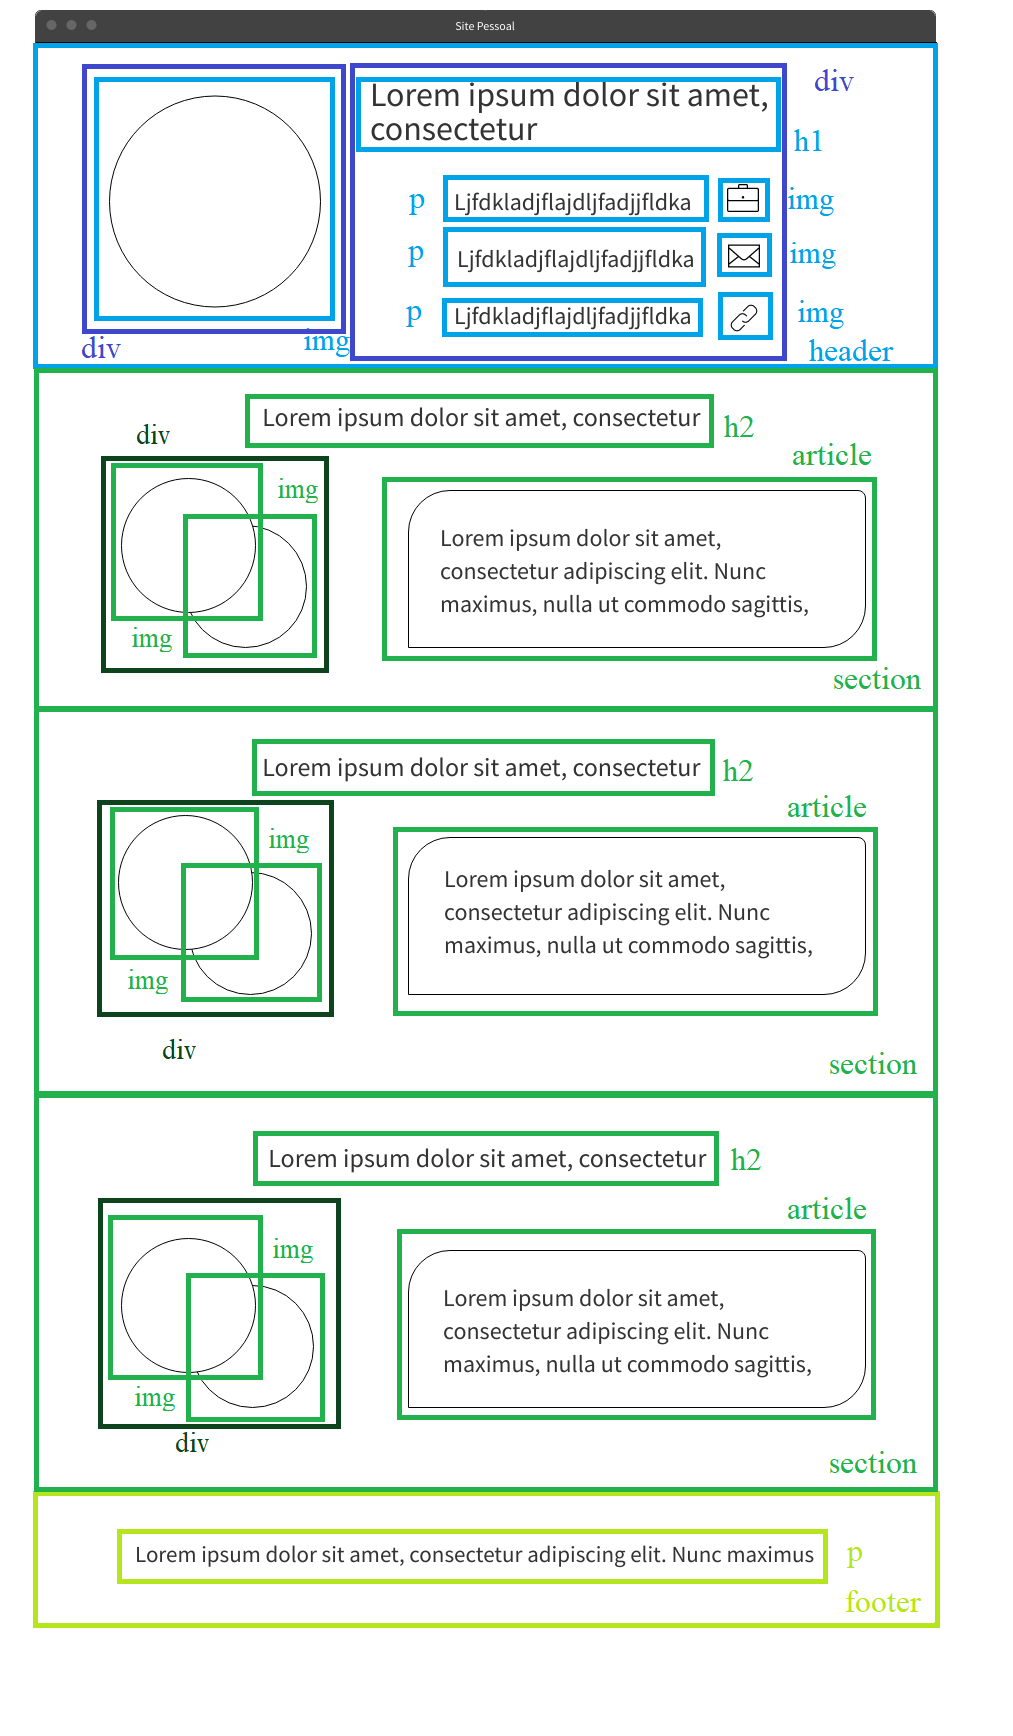 Site Pessoal
div
Lorem ipsum dolor sit amet,
consectetur
h1
p
Ljfdkladjflajdljfadjjfldka
img
p
Ljfdkladjflajdljfadjjfldka
img
p
Ljfdkladjflajdljfadjjfldka
img
div
img
header
Lorem ipsum dolor sit amet, consectetur
h2
div
article
img
Lorem ipsum dolor sit amet,
consectetur adipiscing elit. Nunc
maximus, nulla ut commodo sagittis,
img
section
Lorem ipsum dolor sit amet, consectetur
h2
article
img
Lorem ipsum dolor sit amet,
consectetur adipiscing elit. Nunc
maximus, nulla ut commodo sagittis,
img
div
section
Lorem ipsum dolor sit amet, consectetur
h2
article
img
Lorem ipsum dolor sit amet,
consectetur adipiscing elit. Nunc
maximus, nulla ut commodo sagittis,
img
div
section
Lorem ipsum dolor sit amet, consectetur adipiscing elit. Nunc maximus
p
footer